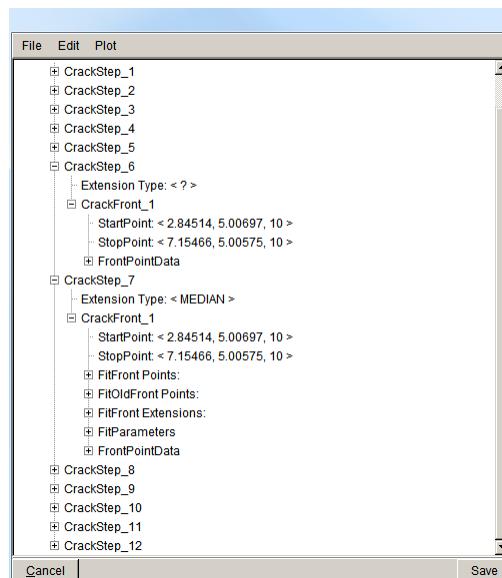 File Edit Plot
CrackStep_1
CrackStep_2
CrackStep_3
CrackStep_4
CrackStep_5
CrackStep_6
Extension Type: < ? >
CrackFront_1
StartPoint: < 2.84514, 5.00697, 10 >
StopPoint: < 7.15466, 5.00575, 10 >
FrontPointData
CrackStep_7
Extension Type: < MEDIAN >
CrackFront_1
StartPoint: < 2.84514, 5.00697, 10 >
StopPoint: < 7.15466, 5.00575, 10 >
FitFront Points:
FitOldFront Points:
FitFront Extensions:
FitParameters
FrontPointData
CrackStep_8
CrackStep_9
CrackStep_10
CrackStep_11
CrackStep_12
Cancel Save